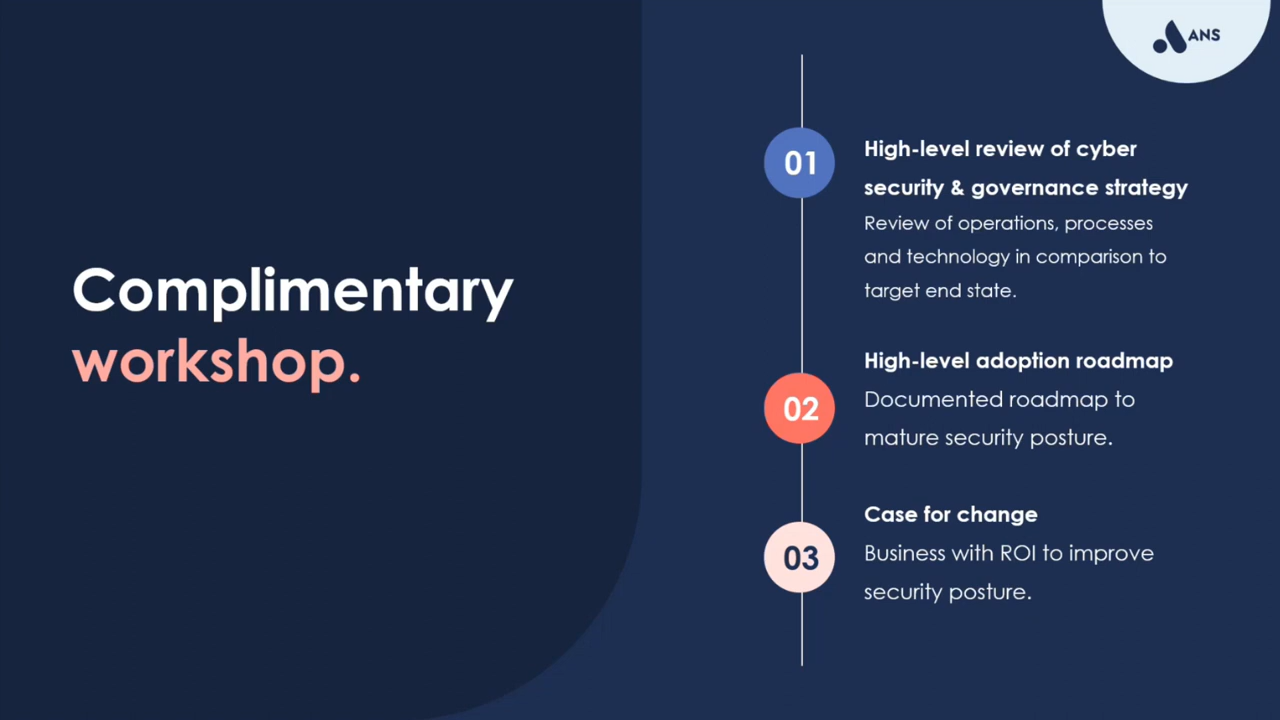 Complimentary
workshop.
ANS
01
High-level review of cyber
security & governance strategy
Review of operations, processes
and technology in comparison to
target end state.
02
High-level adoption roadmap
Documented roadmap to
mature security posture.
03
Case for change
Business with ROI to improve
security posture.